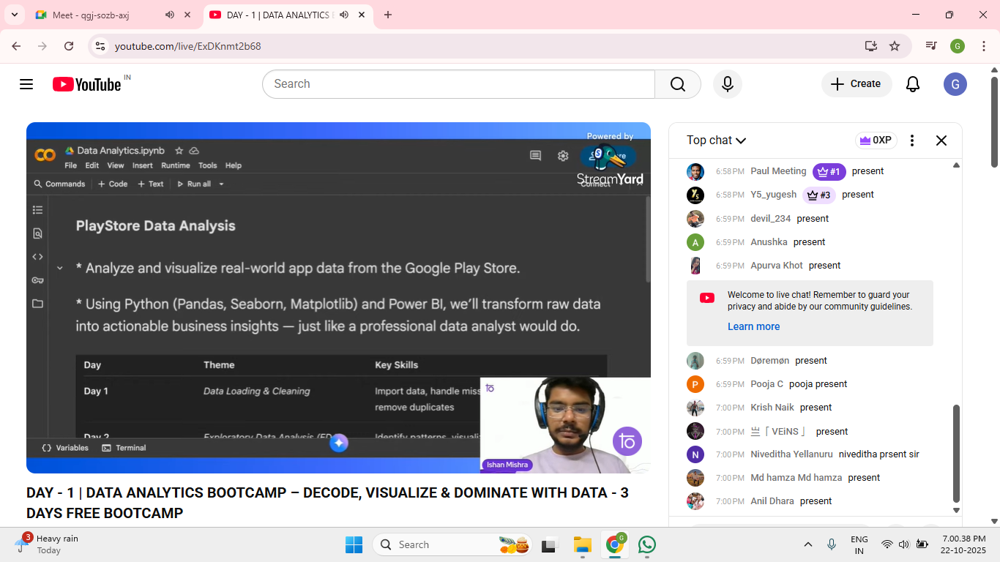 Meet - qgj-sozb-axj
DAY - 1 | DATA ANALYTICS
youtube.com/live/ExDKnmt2b68
YouTube IN
Search
Create
G
Powered by
StreamYard
Data Analytics.ipynb
File Edit View Insert Runtime Tools Help
Commands + Code + Text Run all
Connect
PlayStore Data Analysis
* Analyze and visualize real-world app data from the Google Play Store.
* Using Python (Pandas, Seaborn, Matplotlib) and Power BI, we’ll transform raw data
into actionable business insights — just like a professional data analyst would do.
Day Theme Key Skills
Day 1 Data Loading & Cleaning Import data, handle
remove duplicates
Day 2 Exploratory Data Analysis Identify patterns,
Variables Terminal
Ishan Mishra
DAY - 1 | DATA ANALYTICS BOOTCAMP – DECODE, VISUALIZE & DOMINATE WITH DATA - 3
DAYS FREE BOOTCAMP
Top chat 0XP
6:58 PM Paul Meeting #1 present
6:58 PM Y5_yugesh #3 present
6:59 PM devil_234 present
A 6:59 PM Anushka present
6:59 PM Apurva Khot present
Welcome to live chat! Remember to guard your
privacy and abide by our community guidelines.
Learn more
6:59 PM Døremøn present
P 6:59 PM Pooja C pooja present
7:00 PM Krish Naik present
7:00 PM 「 VEiNS 」 present
N 7:00 PM Niveditha Yellanuru niveditha prsent sir
7:00 PM Md hamza Md hamza present
7:00 PM Anil Dhara present
3 Heavy rain
Today
Search
ENG
IN
7.00.38 PM
22-10-2025